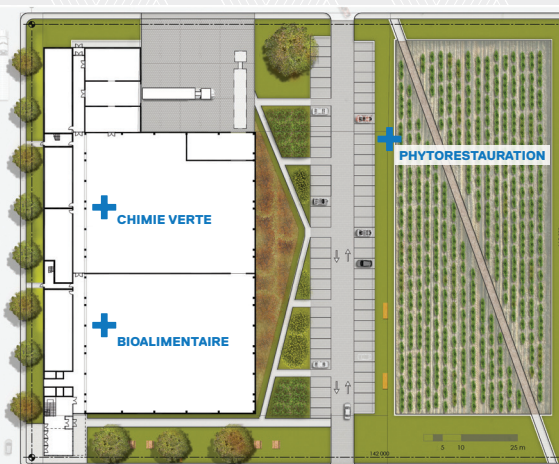 PHYTORESTAURATION
CHIMIE VERTE
BIOALIMENTAIRE
5 10 25 m
142 000